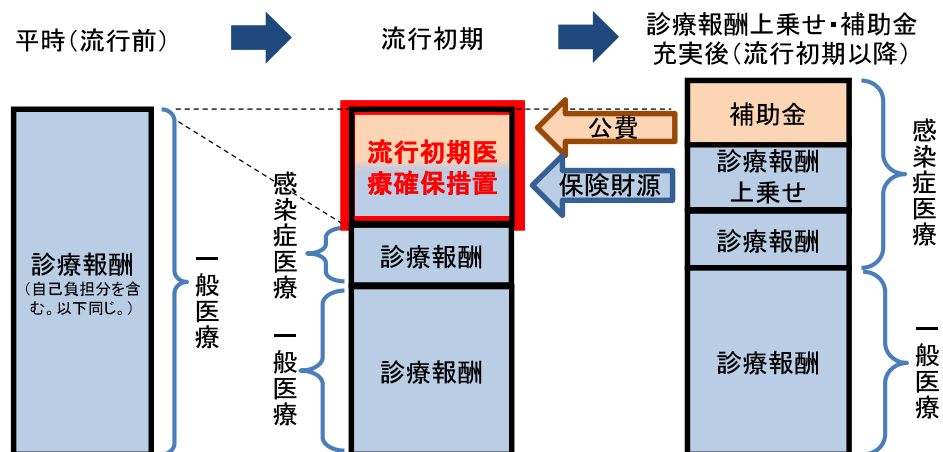 平時(流行前)
流行初期
診療報酬上乗せ・補助金
充実後(流行初期以降)
診療報酬
(自己負担分を含
む。以下同じ。)
一般医療
流行初期医
療確保措置
感染症医療
診療報酬
一般医療
診療報酬
公費
保険財源
補助金
診療報酬
上乗せ
診療報酬
感染症医療
診療報酬
一般医療